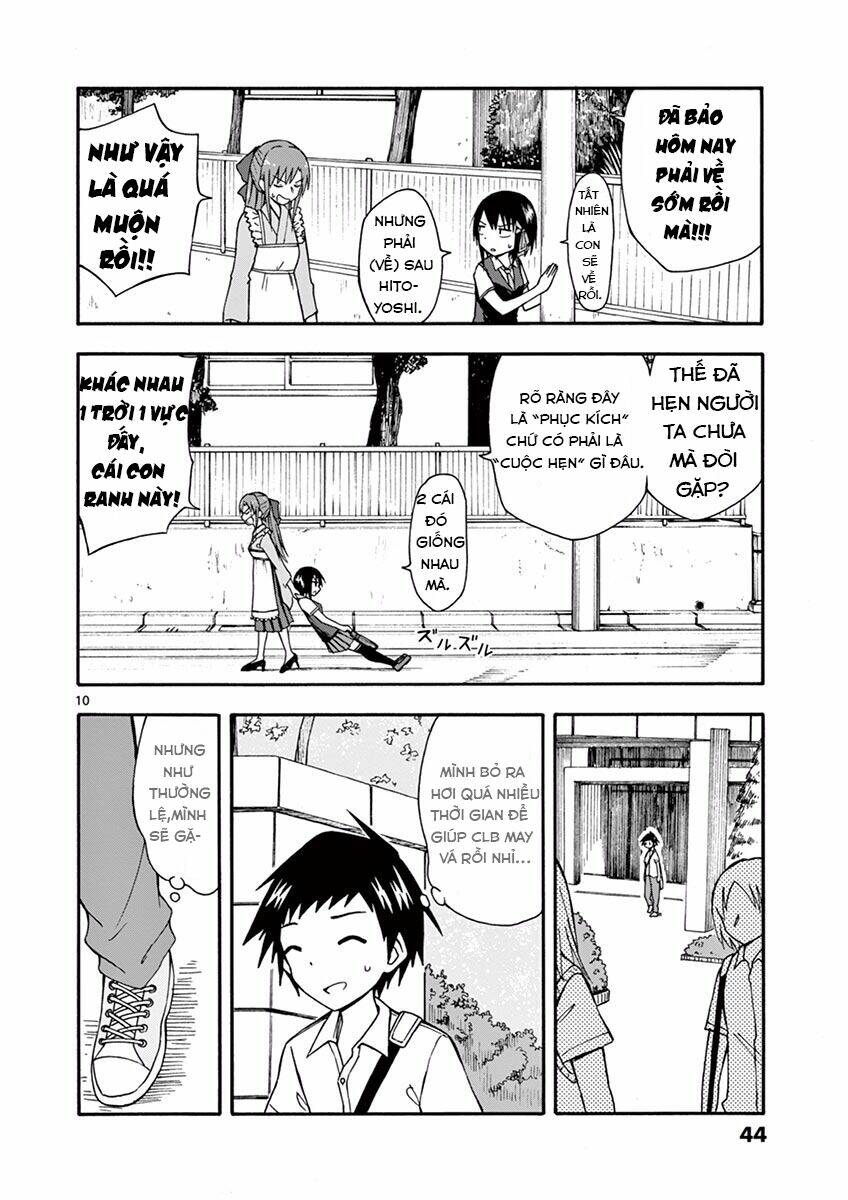 ĐÃ BẢO
HÔM NAY
PHẢI VỀ
SỚM RỒI
MÀ!!!
TẤT
NHIÊN
LÀ
CON
SẼ
VỀ
RỒI.
NHƯNG
PHẢI
(VỀ) SAU
HITO-
YOSHI.
NHƯ VẬY
LÀ QUÁ
MUỘN
RỒI!!
THẾ ĐÃ
HẸN NGƯỜI
TA CHƯA
MÀ ĐÒI
GẶP?
RÕ RÀNG ĐÂY
LÀ "PHỤC KÍCH"
CHỨ CÓ PHẢI LÀ
"CUỘC HẸN" GÌ ĐÂU.
2 CÁI
ĐÓ
GIỐNG
NHAU
MÀ.
KHÁC NHAU
1 TRỜI 1 VỰC
ĐẤY,
CÁI CON
RANH NÀY!
ズル、ズル
10
MÌNH BỎ RA
HƠI QUÁ NHIỀU
THỜI GIAN ĐỂ
GIÚP CLB MAY
VÁ RỒI NHỈ...
NHƯNG
NHƯ
THƯỜNG
LỆ,MÌNH
SẼ GẶ-
44